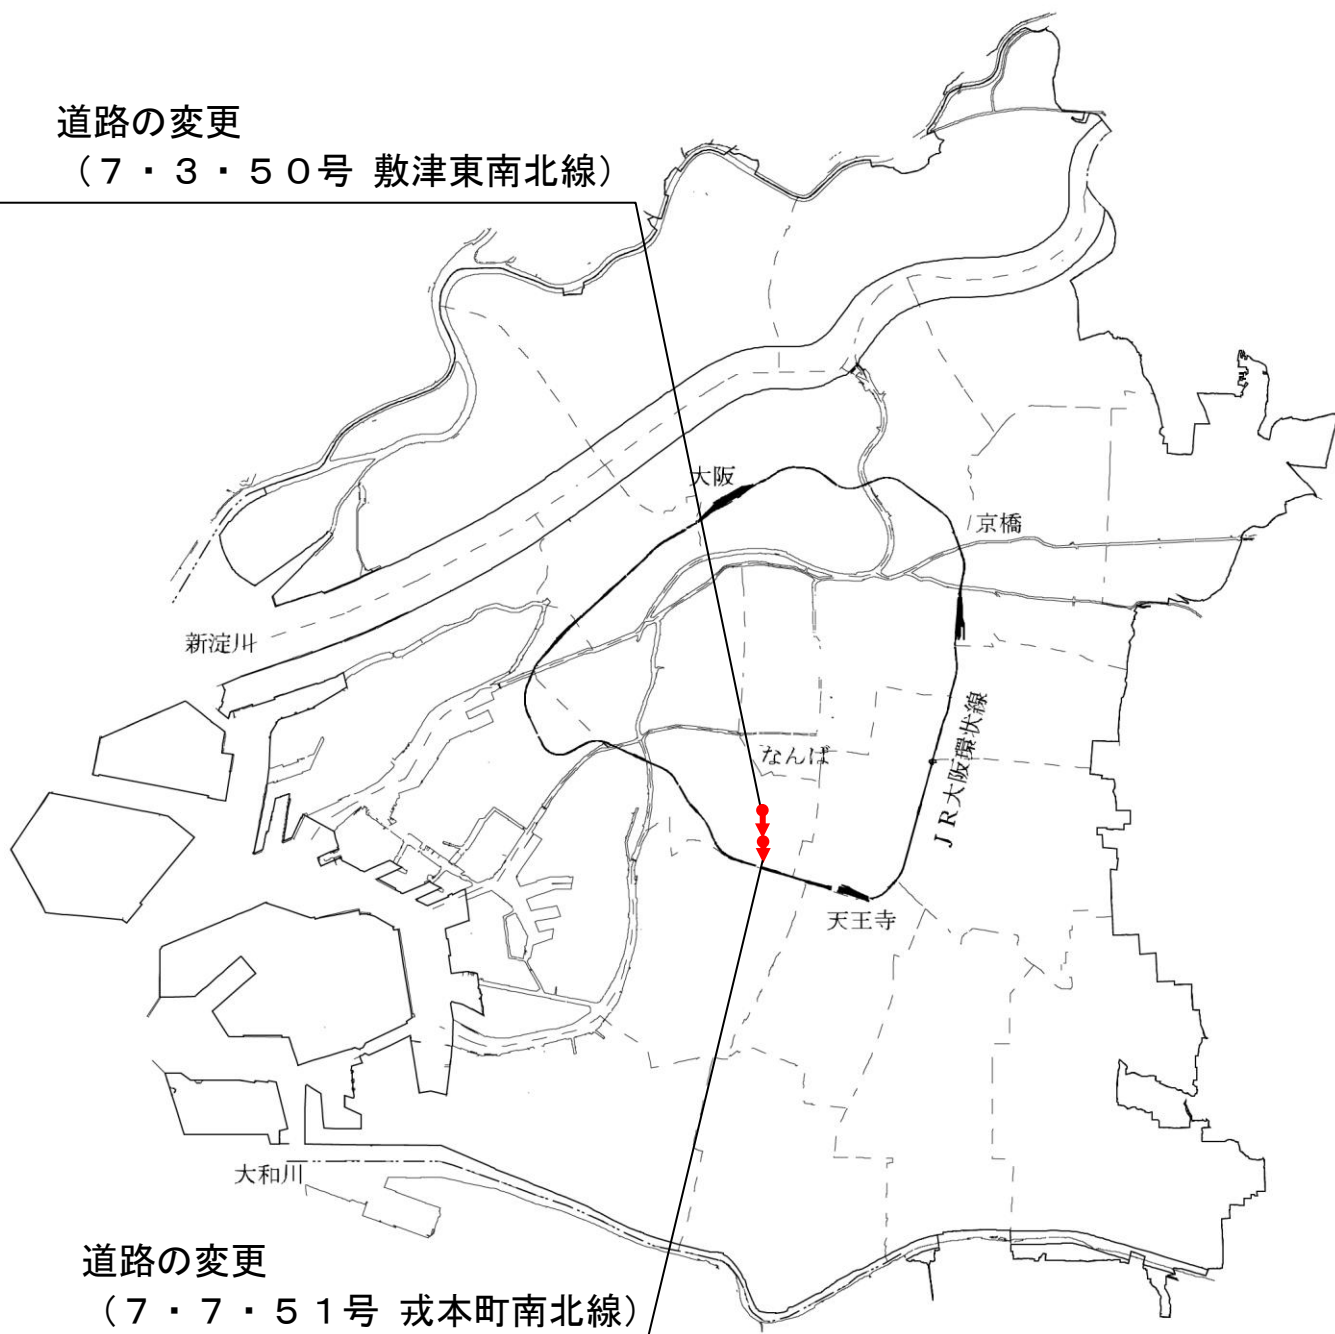 道路の変更
（７・３・５０号 敷津東南北線）
大阪
京橋
新淀川
ＪＲ大阪環状線
なんば
天王寺
大和川
道路の変更
（７・７・５１号 戎本町南北線）